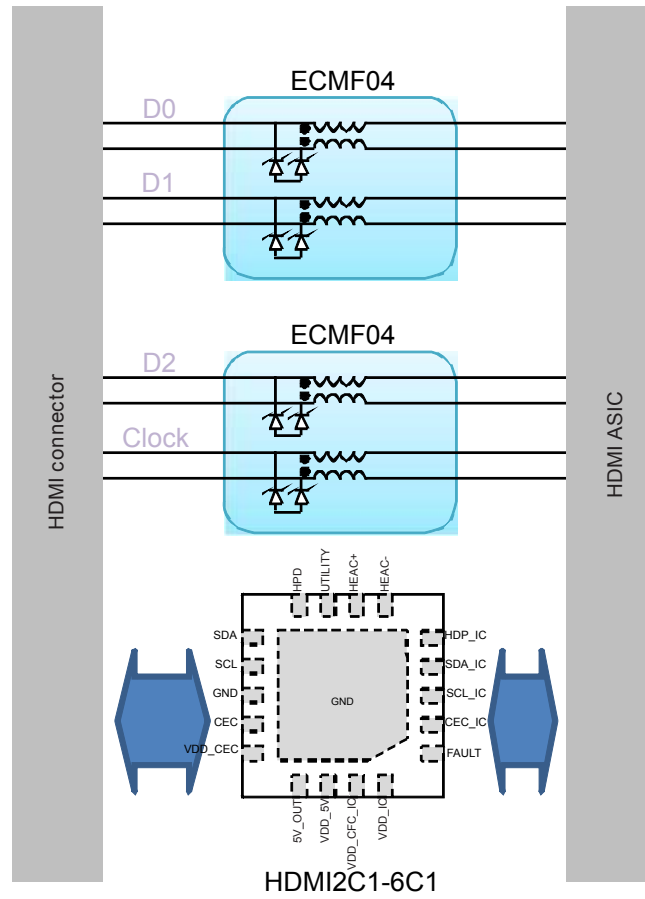 ECMF04
D0
D1
ECMF04
D2
Clock
HDMI connector
HDMI ASIC
HPD
UTILITY
HEAC+
HEAC-
SDA
SCL
GND
CEC
VDD_CEC
GND
HDP_IC
SDA_IC
SCL_IC
CEC_IC
FAULT
5V_OUT
VDD_5V
VDD_CFC_IC
VDD_IC
HDMI2C1-6C1